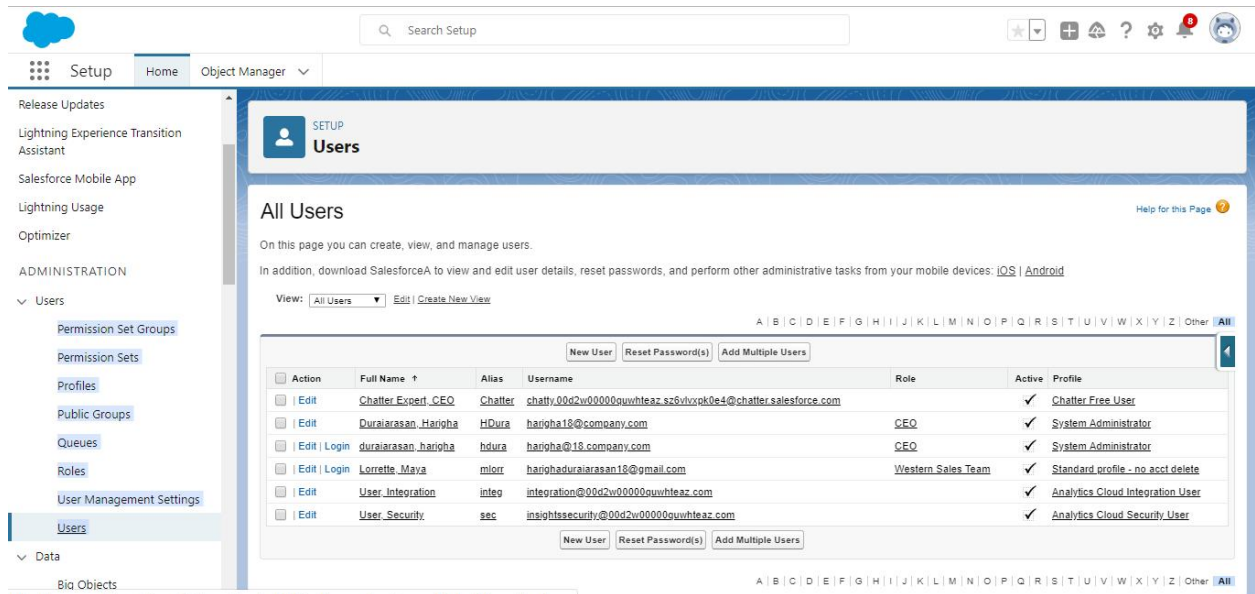 Search Setup
8
Setup
Home
Object Manager
Release Updates
Lightning Experience Transition
Assistant
Salesforce Mobile App
Lightning Usage
Optimizer
ADMINISTRATION
Users
Permission Set Groups
Permission Sets
Profiles
Public Groups
Queues
Roles
User Management Settings
Users
Data
Big Objects
SETUP
Users
All Users
Help for this Page
On this page you can create, view, and manage users.
In addition, download SalesforceA to view and edit user details, reset passwords, and perform other administrative tasks from your mobile devices: iOS | Android
View: All Users Edit | Create New View
A | B | C | D | E | F | G | H | I | J | K | L | M | N | O | P | Q | R | S | T | U | V | W | X | Y | Z | Other All
New User Reset Password(s) Add Multiple Users
Action Full Name ↑ Alias Username Role Active Profile
| Edit Chatter Expert, CEO Chatter chatty.00d2w00000quwhteaz.sz6vlvxpk0e4@chatter.salesforce.com Chatter Free User
| Edit Duraiarasan, Harigha HDura harigha18@company.com CEO System Administrator
| Edit | Login duraiarasan, harigha hdura harigha@18.company.com CEO System Administrator
| Edit | Login Lorrette, Maya mlorr harighaduraiarasan18@gmail.com Western Sales Team Standard profile - no acct delete
| Edit User, Integration integ integration@00d2w00000quwhteaz.com Analytics Cloud Integration User
| Edit User, Security sec insightssecurity@00d2w00000quwhteaz.com Analytics Cloud Security User
New User Reset Password(s) Add Multiple Users
A | B | C | D | E | F | G | H | I | J | K | L | M | N | O | P | Q | R | S | T | U | V | W | X | Y | Z | Other All